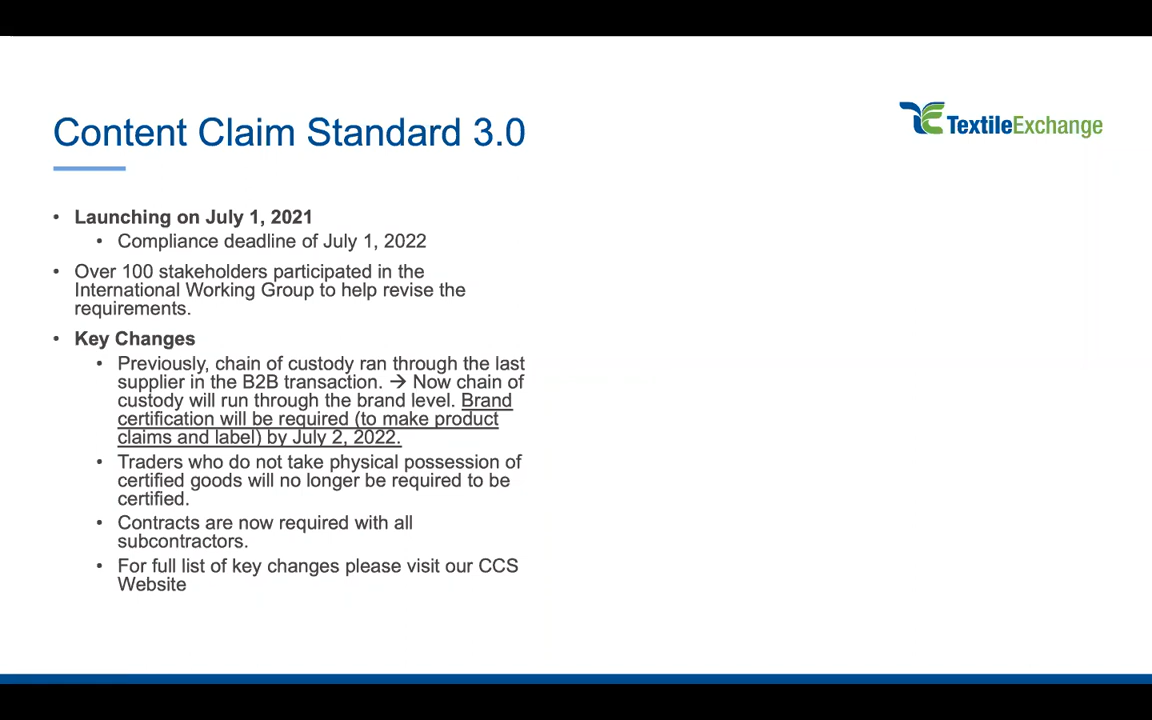 Content Claim Standard 3.0
TextileExchange
• Launching on July 1, 2021
• Compliance deadline of July 1, 2022
• Over 100 stakeholders participated in the
International Working Group to help revise the
requirements.
• Key Changes
• Previously, chain of custody ran through the last
supplier in the B2B transaction. → Now chain of
custody will run through the brand level. Brand
certification will be required (to make product
claims and label) by July 2, 2022.
• Traders who do not take physical possession of
certified goods will no longer be required to be
certified.
• Contracts are now required with all
subcontractors.
• For full list of key changes please visit our CCS
Website